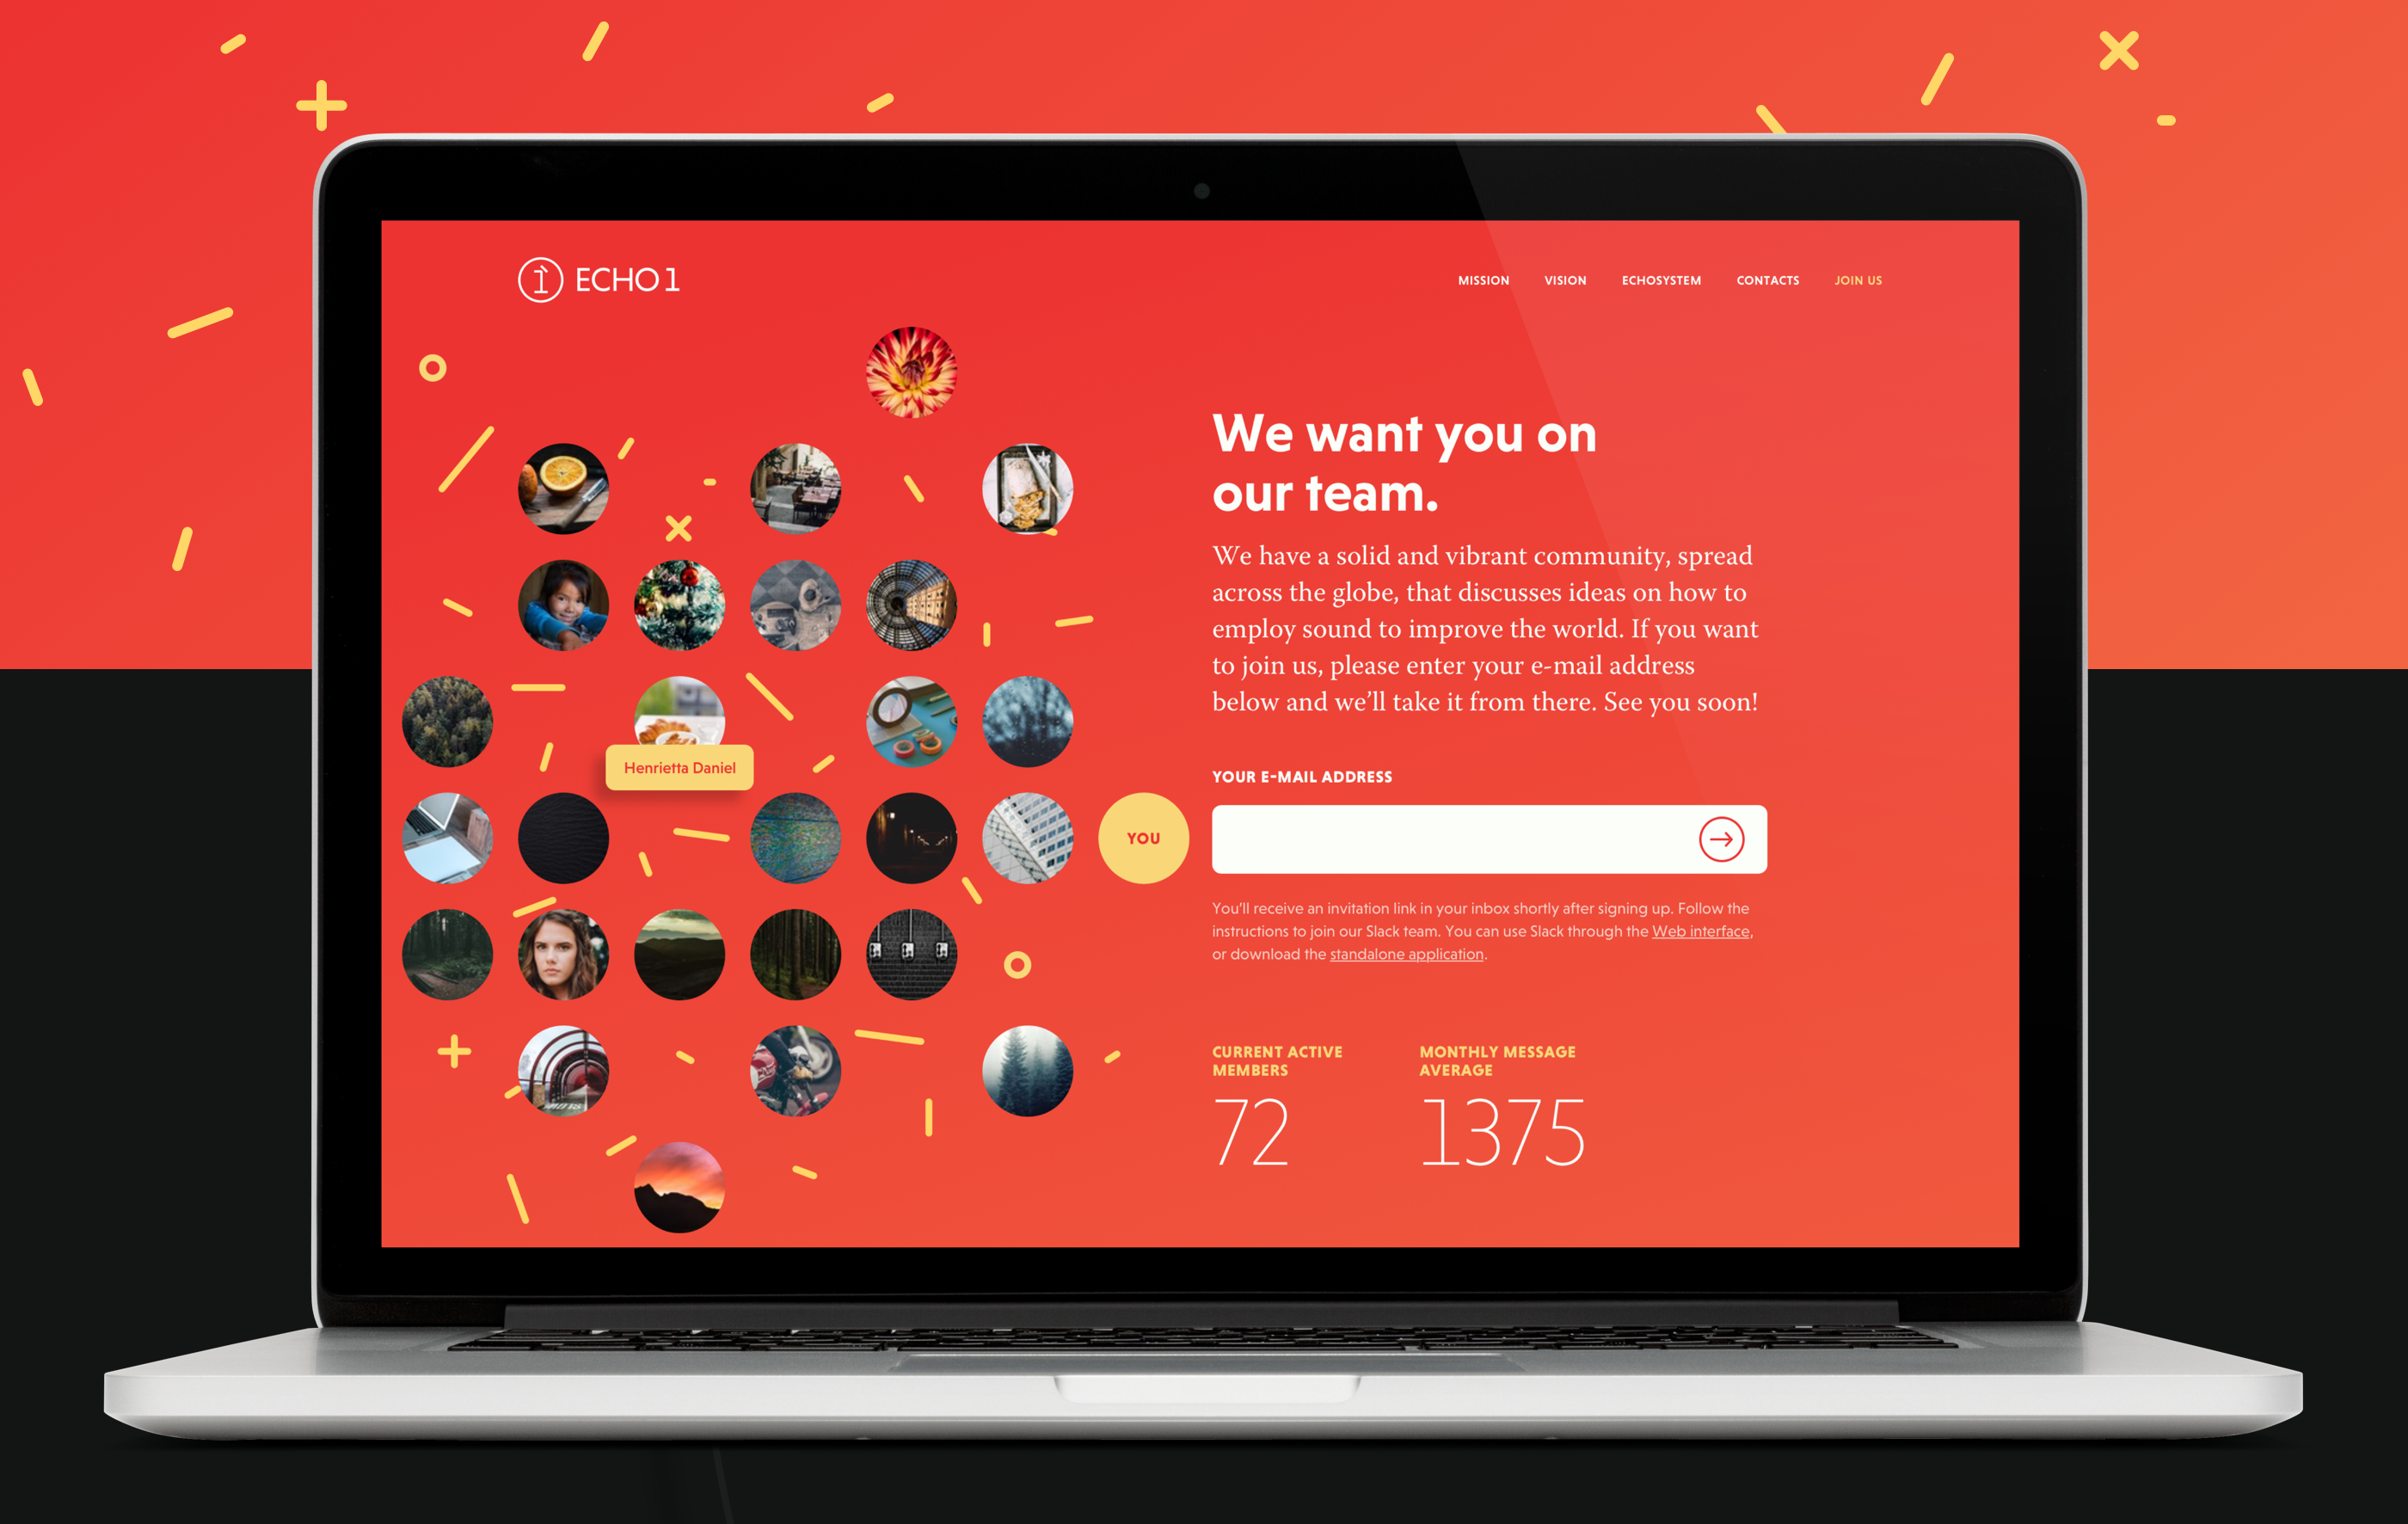 ECHO1
MISSION VISION ECHOSYSTEM CONTACTS JOIN US
We want you on
our team.
We have a solid and vibrant community, spread
across the globe, that discusses ideas on how to
employ sound to improve the world. If you want
to join us, please enter your e-mail address
below and we’ll take it from there. See you soon!
Henrietta Daniel
YOUR E-MAIL ADDRESS
YOU
You’ll receive an invitation link in your inbox shortly after signing up. Follow the
instructions to join our Slack team. You can use Slack through the Web interface,
or download the standalone application.
CURRENT ACTIVE
MEMBERS
72
MONTHLY MESSAGE
AVERAGE
1375